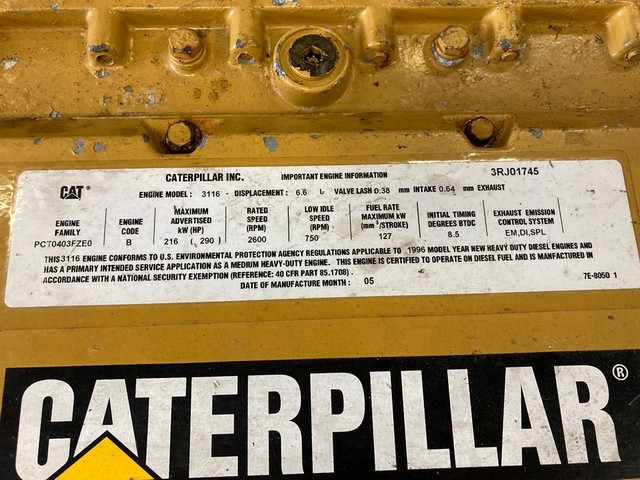 CAT®
CATERPILLAR INC. IMPORTANT ENGINE INFORMATION 3RJ01745
ENGINE MODEL: 3116 - DISPLACEMENT: 6.6 L VALVE LASH 0.38 mm INTAKE 0.64 mm EXHAUST
ENGINE FAMILY ENGINE CODE MAXIMUM ADVERTISED kW (HP) RATED SPEED (RPM) LOW IDLE SPEED (RPM) FUEL RATE MAXIMUM kW (mm³/STROKE) INITIAL TIMING DEGREES BTDC EXHAUST EMISSION CONTROL SYSTEM
PCT0403FZE0 B 216 ( 290 ) 2600 750 127 8.5 EM,DI,SPL
THIS 3116 ENGINE CONFORMS TO U.S. ENVIRONMENTAL PROTECTION AGENCY REGULATIONS APPLICABLE TO 1996 MODEL YEAR NEW HEAVY DUTY DIESEL ENGINES AND
HAS A PRIMARY INTENDED SERVICE APPLICATION AS A MEDIUM HEAVY-DUTY ENGINE. THIS ENGINE IS CERTIFIED TO OPERATE ON DIESEL FUEL AND IS MANFACTURED IN
ACCORDANCE WITH A NATIONAL SECURITY EXEMPTION (REFERENCE: 40 CFR PART 85.1708).
DATE OF MANUFACTURE MONTH : 05 7E-8050 1
CATERPILLAR®